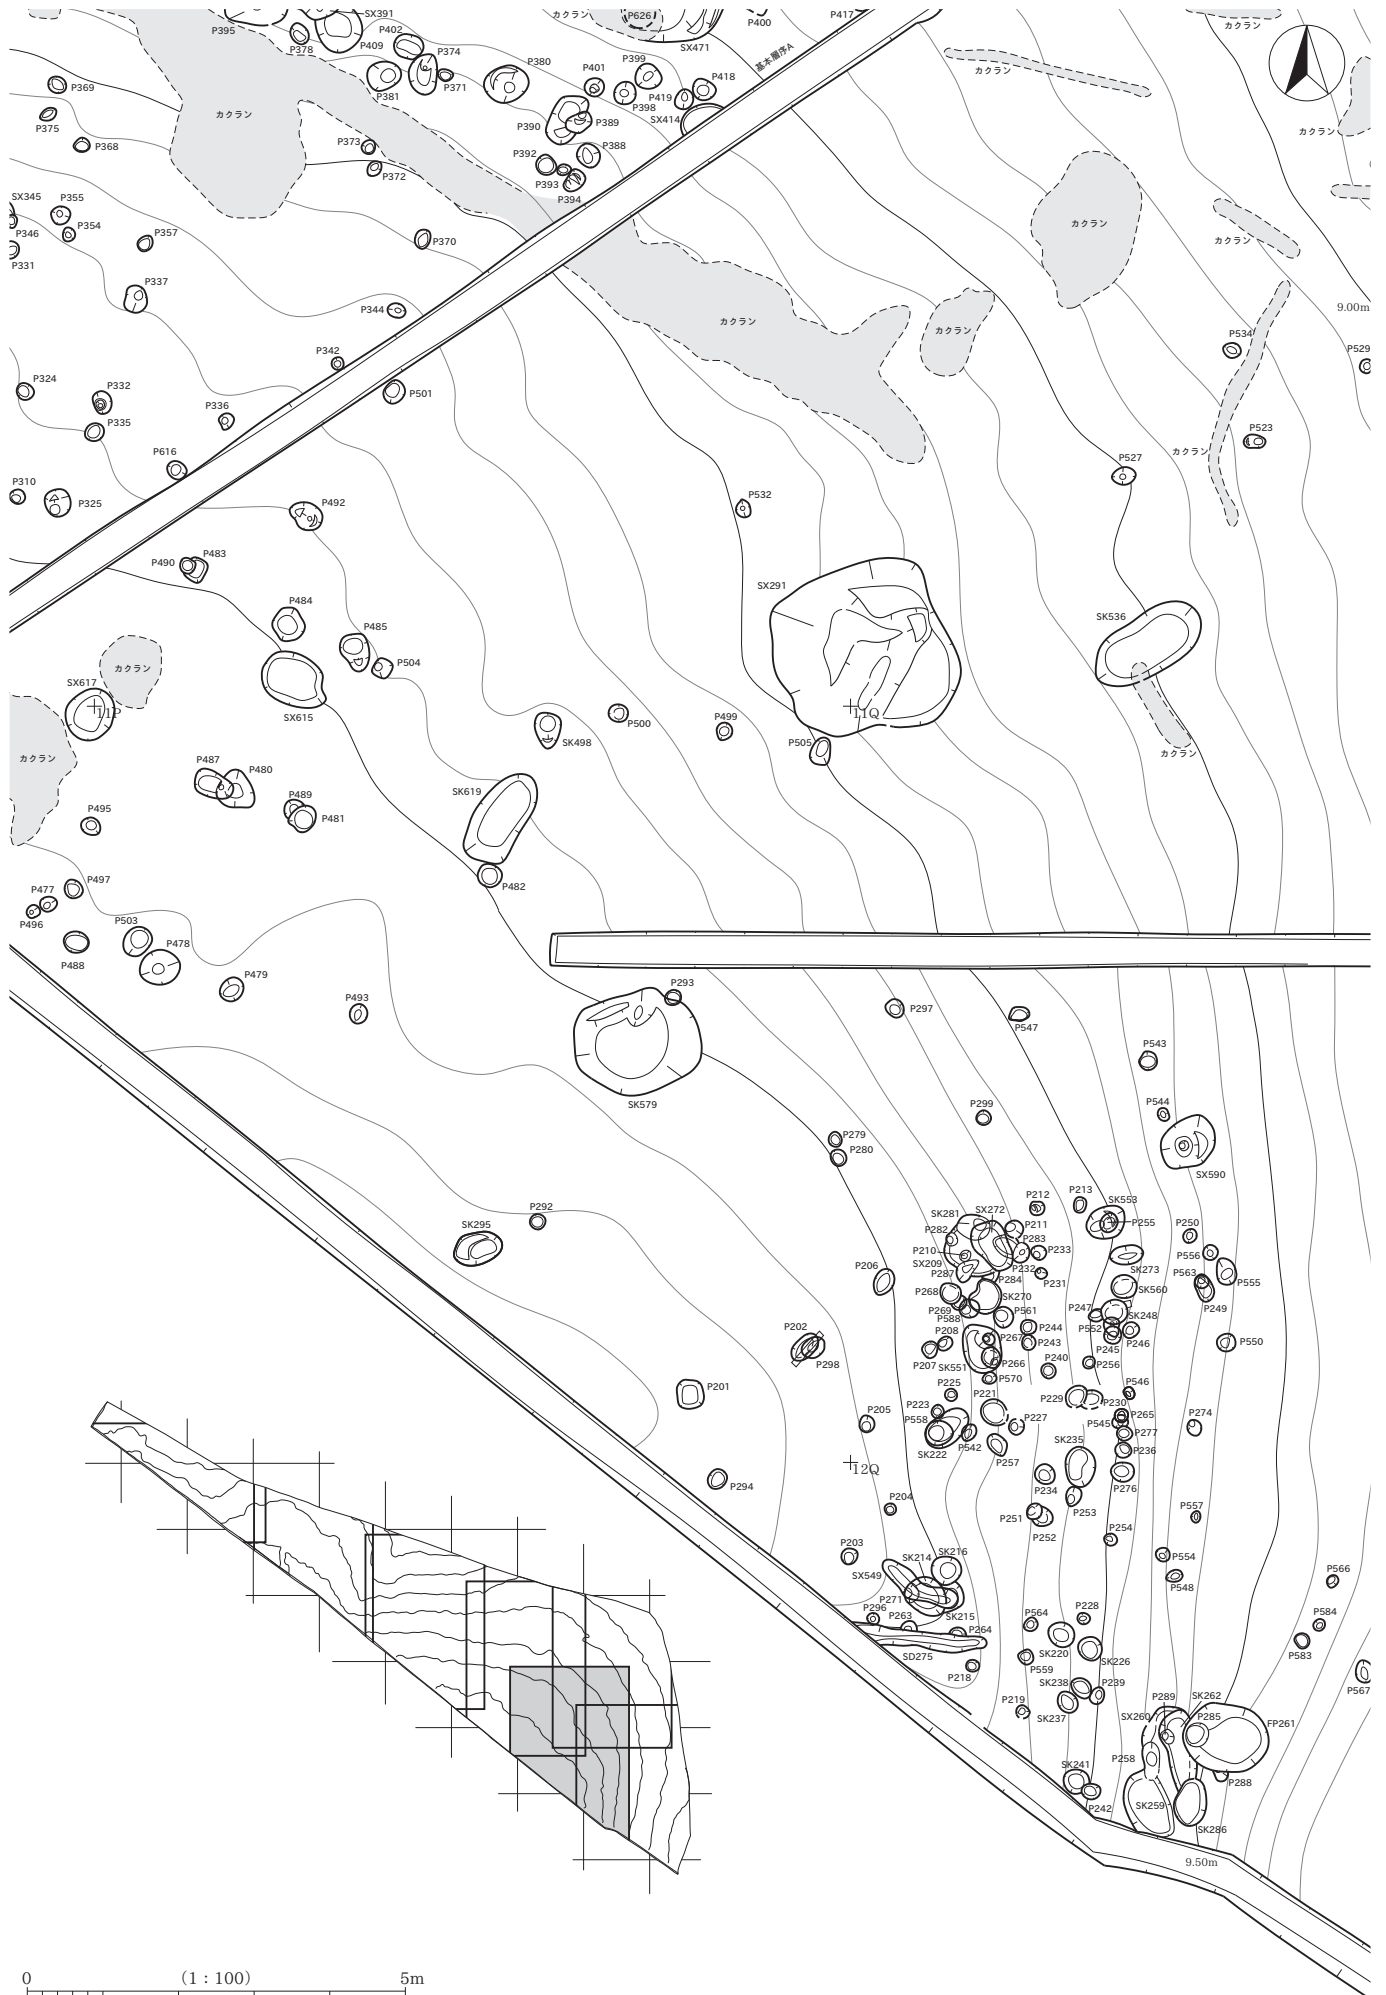 P395
SX391
P378
P409
P402
P374
P381
P371
P380
カクラン
P626
SX471
P400
P417
基本層序A
カクラン
カクラン
P401
P399
P418
P398
P419
SX414
P390
P389
P388
P392
P393
P394
P369
P375
P368
カクラン
P373
P372
カクラン
SX345
P355
P346
P354
P331
P357
P370
カクラン
カクラン
P337
P344
カクラン
カクラン
9.00m
P534
P529
P342
P324
P332
P335
P336
P501
P523
カクラン
P616
P527
P310
P325
P492
P532
P490
P483
SX291
P484
P485
P504
SK536
カクラン
SX617
11P
SX615
カクラン
SK498
P500
P499
11Q
P505
カクラン
P487
P480
P489
P481
SK619
P495
P482
P497
P477
P496
P488
P503
P478
P479
P493
P293
P297
P547
P543
SK579
P299
P544
SX590
P279
P280
P292
SK295
P212
P213
SK553
SK281
SX272
P211
P255
P250
P282
P283
P233
P210
SX209
P287
P232
P284
P231
SK273
P556
P563
P555
P206
P268
SK270
SK560
P249
P269
P588
P561
P247
SK248
P202
P298
P208
P267
P244
P243
P552
P245
P246
P550
P207
SK551
P266
P240
P256
P201
P225
P570
P221
P229
P230
P546
P205
P223
P558
P227
P545
P265
P274
P277
SK222
P542
P257
SK235
P236
12Q
P294
P234
P276
P204
P251
P252
P253
P254
P557
P203
SK214
SK216
P554
P548
P566
SX549
P271
P296
P263
SK215
P264
P564
P228
P584
P583
SD275
SK220
SK226
P218
P559
P567
SK238
P239
P219
SK237
P289
SK262
SX260
P285
FP261
P258
SK241
P288
P242
SK259
SK286
9.50m
0
（1：100）
5m